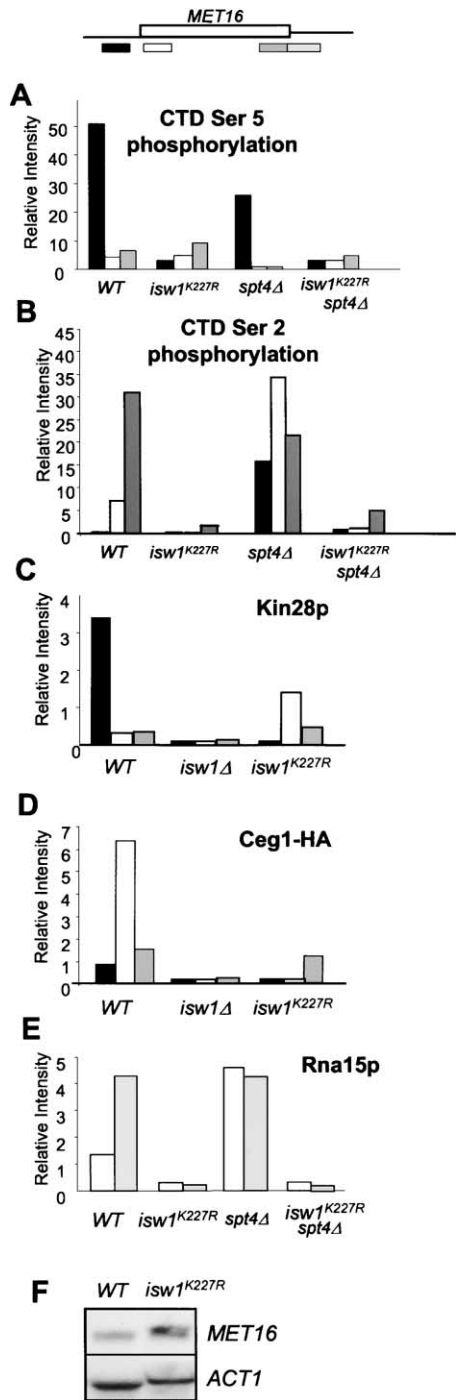 MET16
A
CTD Ser 5
phosphorylation
Relative Intensity
50
40
30
20
10
0
WT isw1K227R spt4Δ isw1K227R
spt4Δ
B
CTD Ser 2
phosphorylation
Relative Intensity
45
35
30
25
20
15
10
5
0
WT isw1K227R spt4Δ isw1K227R
spt4Δ
C
Kin28p
Relative Intensity
4
3
2
1
0
WT isw1Δ isw1K227R
D
Ceg1-HA
Relative Intensity
7
6
5
4
3
2
1
0
WT isw1Δ isw1K227R
E
Rna15p
Relative Intensity
5
4
3
2
1
0
WT isw1K227R spt4Δ isw1K227R
spt4Δ
F
WT isw1K227R
MET16
ACT1